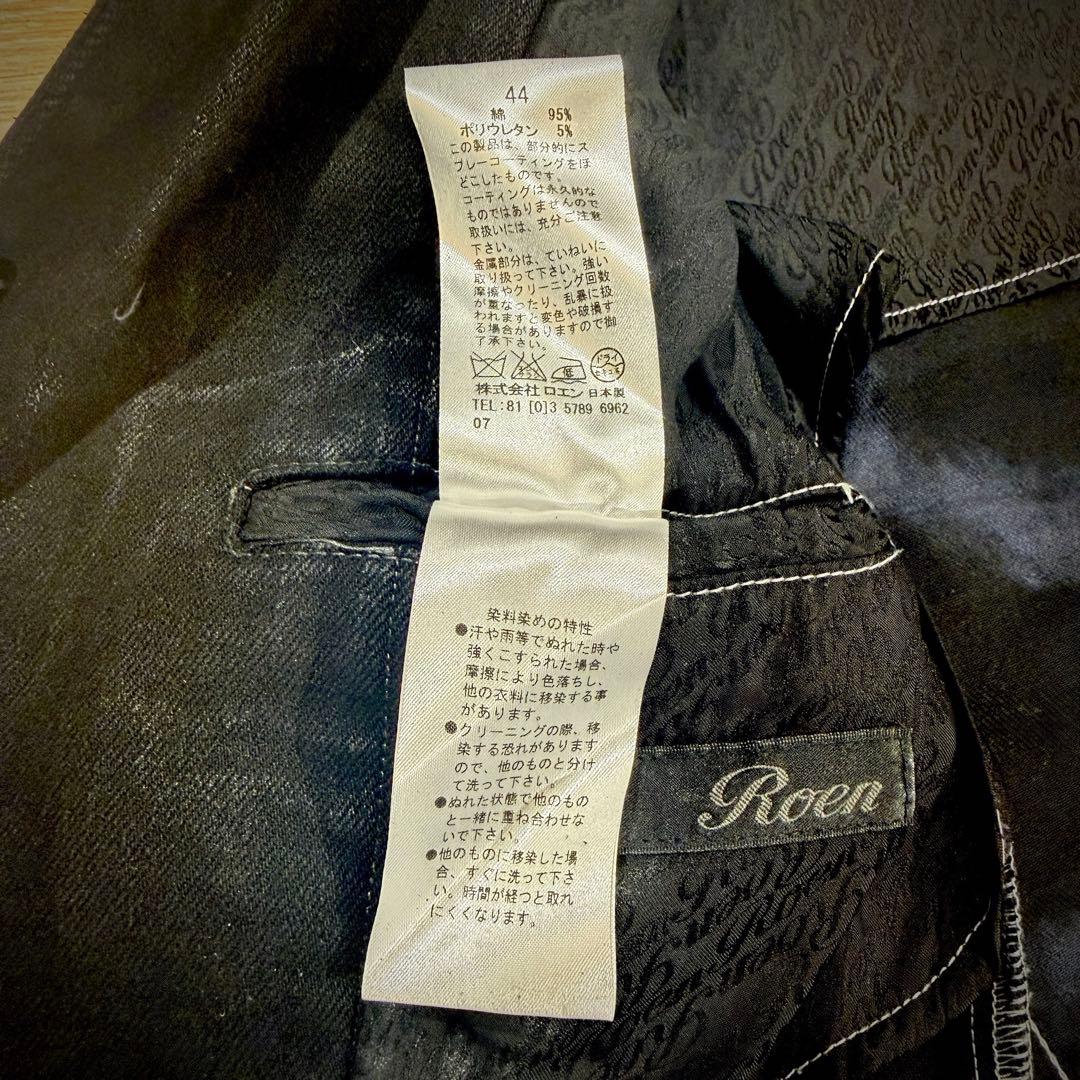 44
綿 95%
ポリウレタン 5%
この製品は、部分的にス
プレーコーティングをほ
どこしたものです。
コーティングは永久的な
ものではありませんので
取扱いには、充分ご注意
下さい。
金属部分は、ていねいに
取り扱って下さい。強い
摩擦やクリーニング回数
が重なったり、乱暴に扱
われますと変色や破損す
る場合がありますので御
了承下さい。
低
ドライ
セキユ系
株式会社 ロエン 日本製
TEL:81 [0]3 5789 6962
07
染料染めの特性
●汗や雨等でぬれた時や
強くこすられた場合、
摩擦により色落ちし、
他の衣料に移染する事
があります。
●クリーニングの際、移
染する恐れがあります
ので、他のものと分け
て洗って下さい。
●ぬれた状態で他のもの
と一緒に重ね合わせな
いで下さい。
●他のものに移染した場
合、すぐに洗って下さ
い。時間が経つと取れ
にくくなります。
Roen